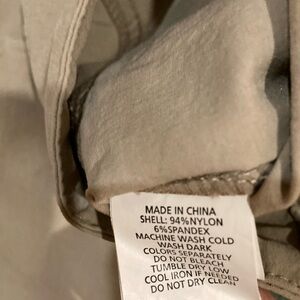 MADE IN CHINA
SHELL: 94%NYLON
6%SPANDEX
MACHINE WASH COLD
WASH DARK
COLORS SEPARATELY
DO NOT BLEACH
TUMBLE DRY LOW
COOL IRON IF NEEDED
DO NOT DRY CLEAN